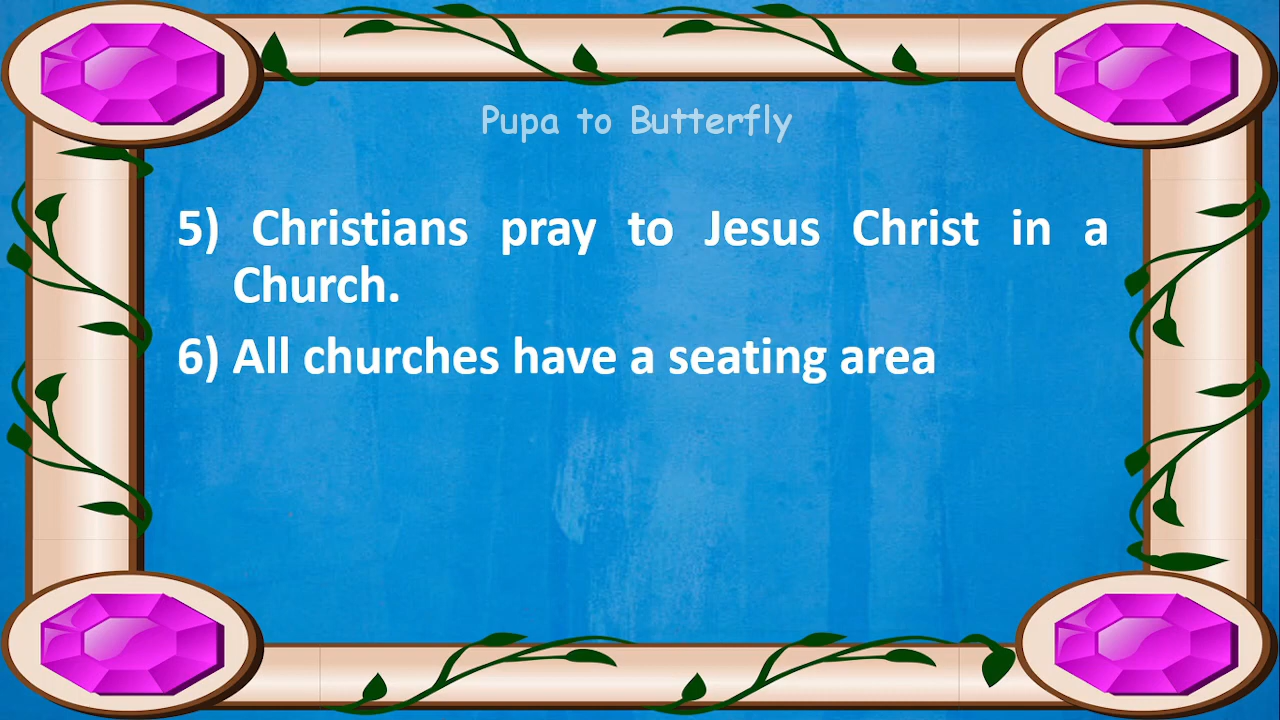 Pupa to Butterfly
5) Christians pray to Jesus Christ in a
Church.
6) All churches have a seating area